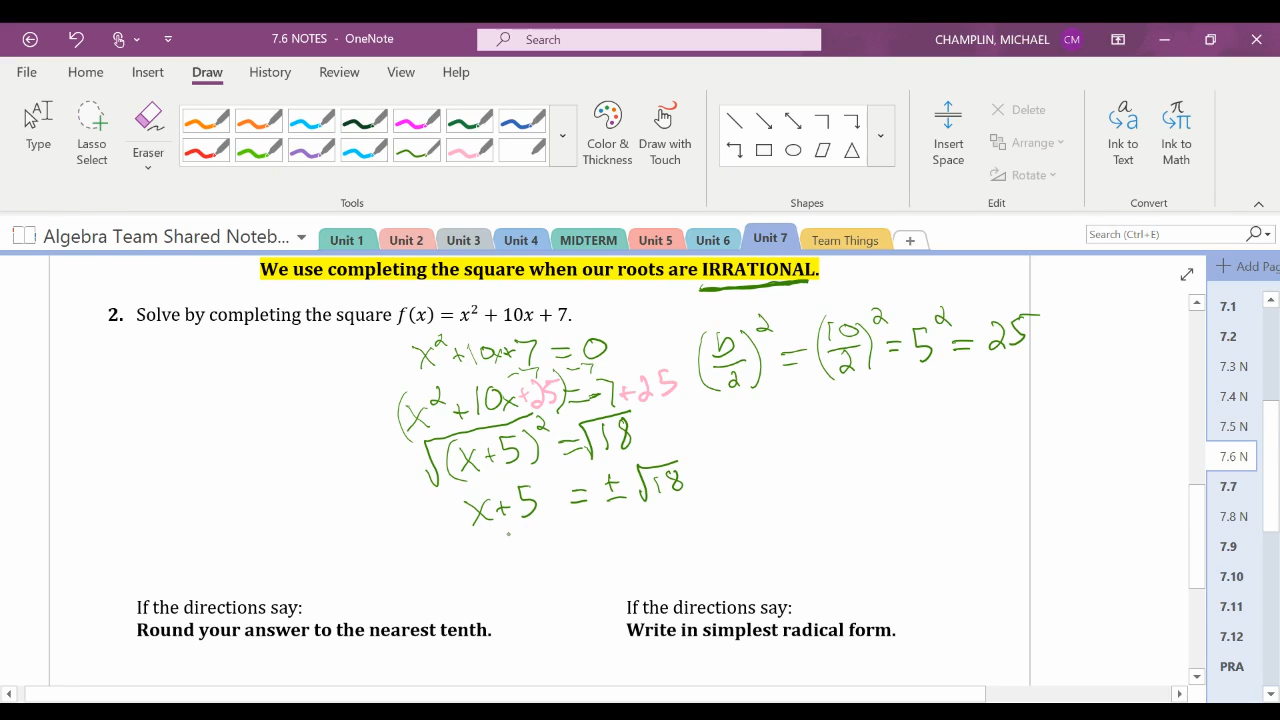 7.6 NOTES - OneNote
Search
CHAMPLIN, MICHAEL CM
File Home Insert Draw History Review View Help
Type
Lasso Select
Eraser
Color & Thickness
Draw with Touch
Insert Space
Delete
Arrange
Rotate
Ink to Text
Ink to Math
Tools Shapes Edit Convert
Algebra Team Shared Noteb... Unit 1 Unit 2 Unit 3 Unit 4 MIDTERM Unit 5 Unit 6 Unit 7 Team Things + Search (Ctrl+E)
+ Add Pag
We use completing the square when our roots are IRRATIONAL.
2. Solve by completing the square f(x) = x² + 10x + 7.
x² + 10x + 7 = 0
-7 -7
(x² + 10x + 25) = -7 + 25
√(x+5)² = √18
x + 5 = ± √18
(b/2)² = (10/2)² = 5² = 25
If the directions say:
Round your answer to the nearest tenth.
If the directions say:
Write in simplest radical form.
7.1
7.2
7.3 N
7.4 N
7.5 N
7.6 N
7.7
7.8 N
7.9
7.10
7.11
7.12
PRA